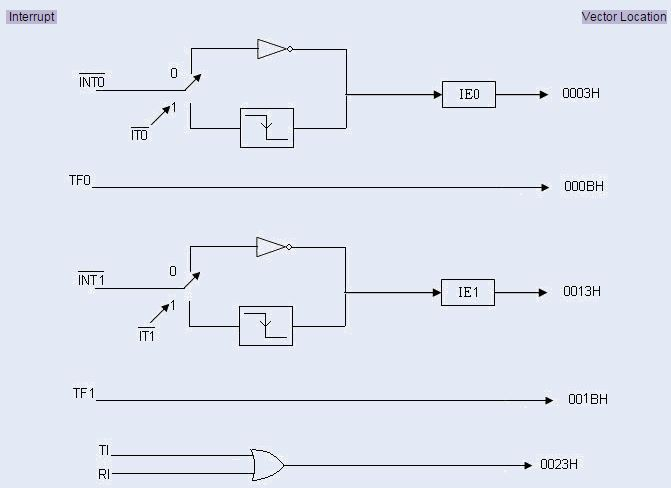 Interrupt Vector Location
INT0
0
1
IT0
IE0
0003H
TF0
000BH
INT1
0
1
IT1
IE1
0013H
TF1
001BH
TI
RI
0023H